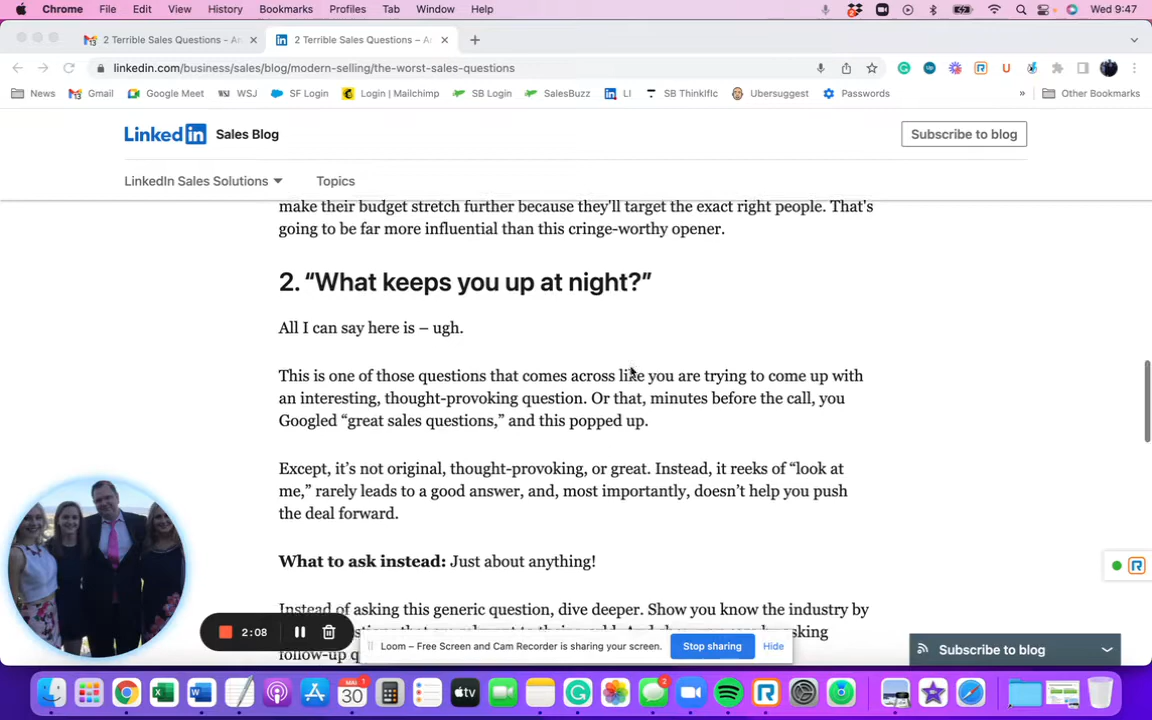 Chrome File Edit View History Bookmarks Profiles Tab Window Help Wed 9:47
2 Terrible Sales Questions – A
2 Terrible Sales Questions – A
linkedin.com/business/sales/blog/modern-selling/the-worst-sales-questions
News Gmail Google Meet WSJ SF Login Login | Mailchimp SB Login SalesBuzz LI SB Thinkific Ubersuggest Passwords » Other Bookmarks
LinkedIn Sales Blog Subscribe to blog
LinkedIn Sales Solutions Topics
make their budget stretch further because they'll target the exact right people. That's
going to be far more influential than this cringe-worthy opener.
2. “What keeps you up at night?”
All I can say here is – ugh.
This is one of those questions that comes across like you are trying to come up with
an interesting, thought-provoking question. Or that, minutes before the call, you
Googled “great sales questions,” and this popped up.
Except, it’s not original, thought-provoking, or great. Instead, it reeks of “look at
me,” rarely leads to a good answer, and, most importantly, doesn’t help you push
the deal forward.
What to ask instead: Just about anything!
Instead of asking this generic question, dive deeper. Show you know the industry by
follow-up
2:08
Loom – Free Screen and Cam Recorder is sharing your screen. Stop sharing Hide
Subscribe to blog
30
2